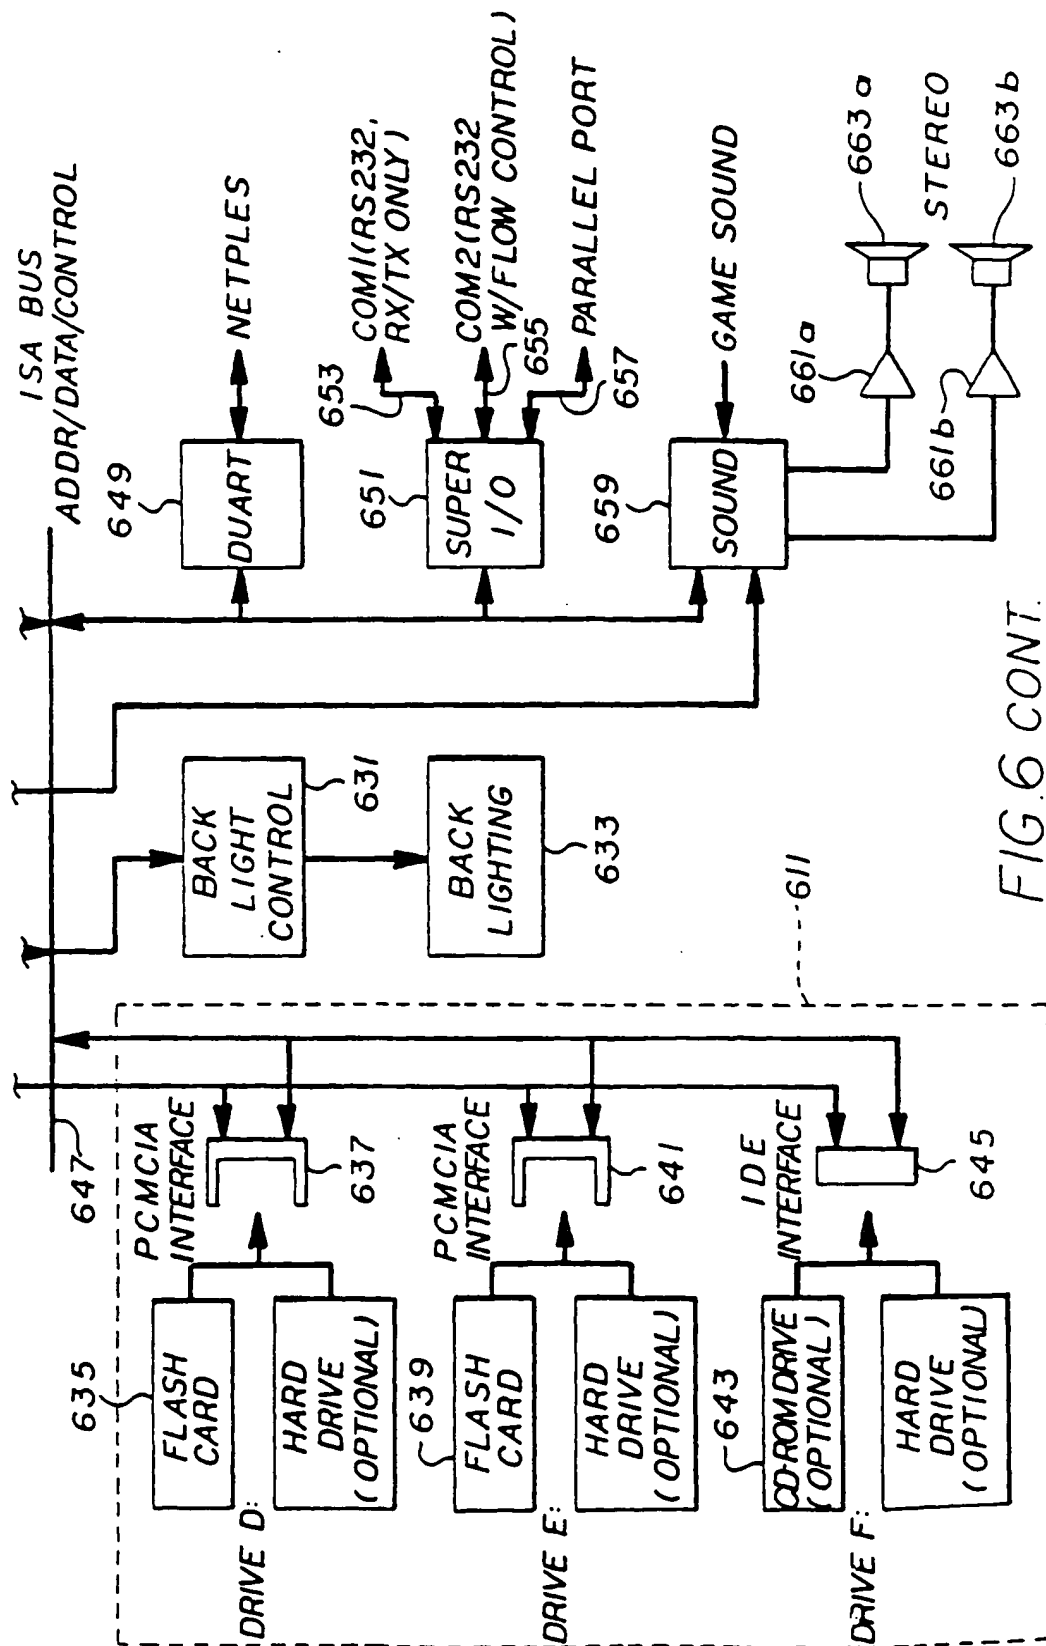 ISA BUS
ADDR/DATA/CONTROL
647
635
FLASH
CARD
DRIVE D:
HARD
DRIVE
(OPTIONAL)
PCMCIA
INTERFACE
637
639
FLASH
CARD
DRIVE E:
HARD
DRIVE
(OPTIONAL)
PCMCIA
INTERFACE
641
643
CD-ROM DRIVE
(OPTIONAL)
DRIVE F:
HARD
DRIVE
(OPTIONAL)
IDE
INTERFACE
645
611
BACK
LIGHT
CONTROL
631
BACK
LIGHTING
633
649
DUART
NETPLES
651
SUPER
I/O
653
COM1(RS232,
RX/TX ONLY)
COM2(RS232
W/FLOW CONTROL)
655
PARALLEL PORT
657
659
SOUND
GAME SOUND
661a
663a
STEREO
661b
663b
FIG.6 CONT.